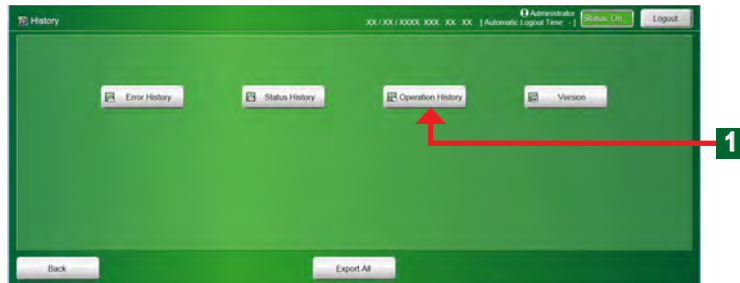 History
XX / XX / XXXX XXX XX XX [ Automatic Logout Time - ]
Administrator
Status: On
Logout
Error History
Status History
Operation History
Version
1
Back
Export All